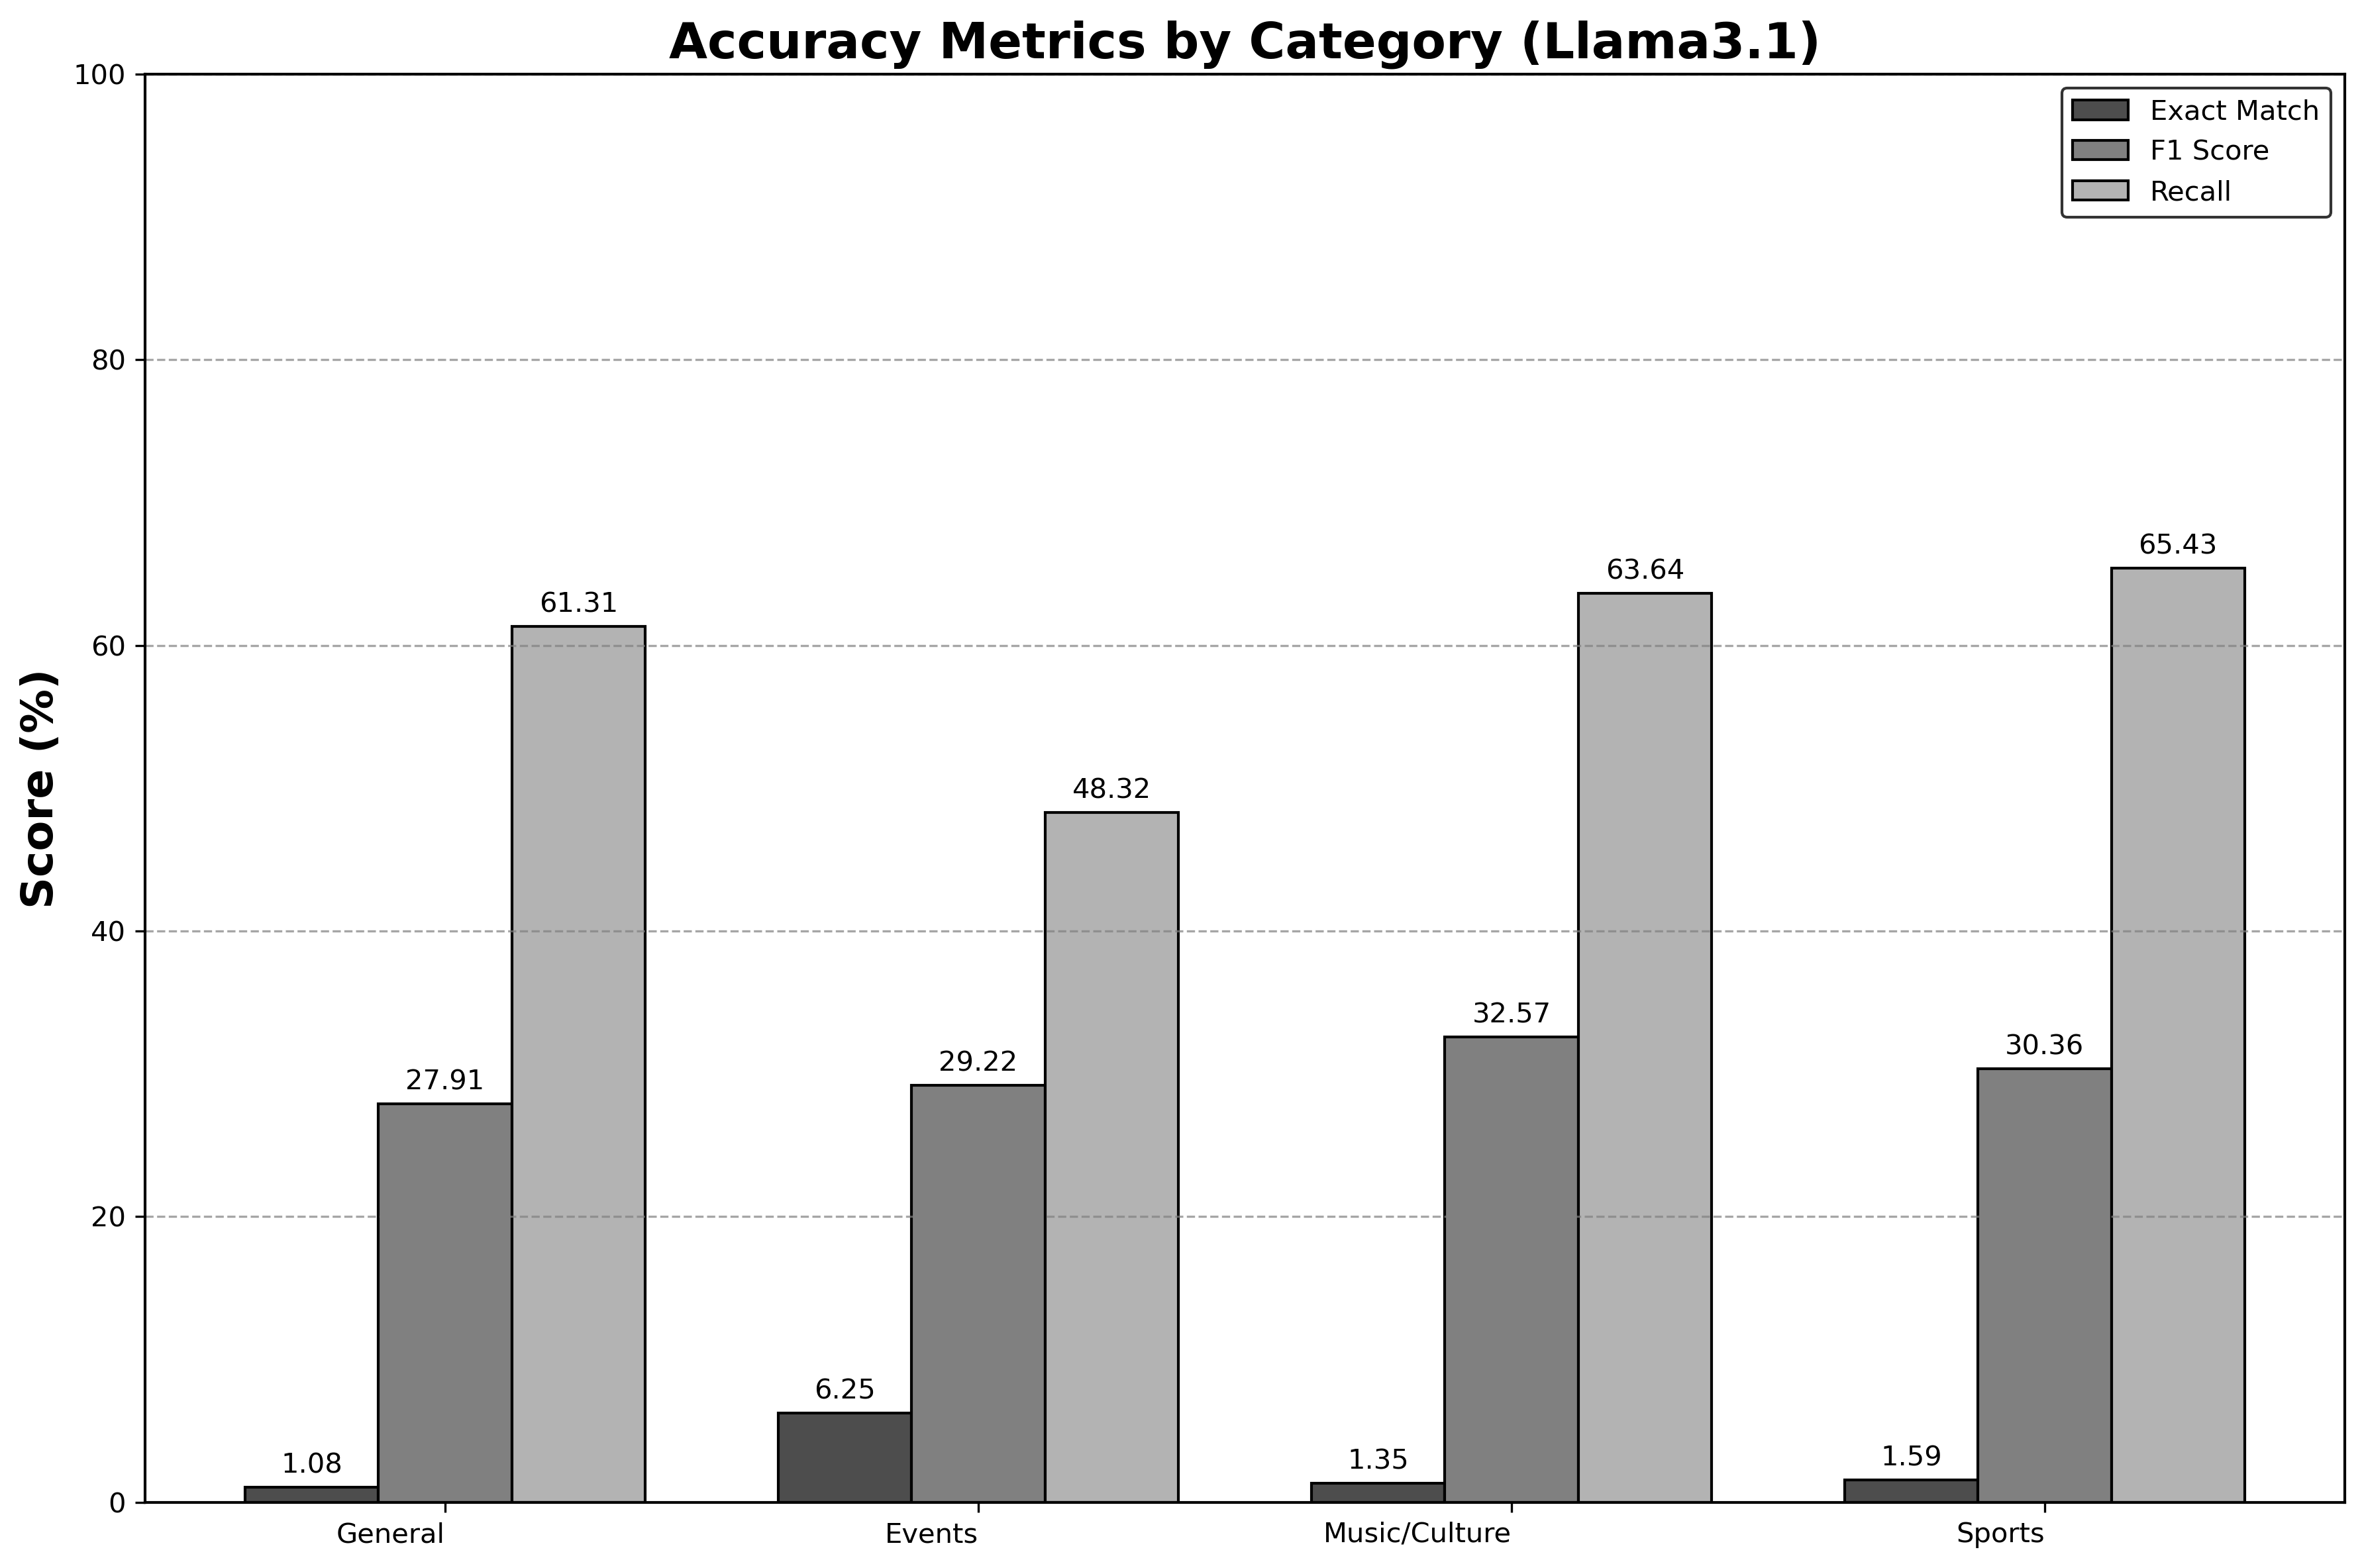 Accuracy Metrics by Category (Llama3.1)
Exact Match
F1 Score
Recall
Score (%)
100
80
60
40
20
0
1.08
27.91
61.31
6.25
29.22
48.32
1.35
32.57
63.64
1.59
30.36
65.43
General
Events
Music/Culture
Sports